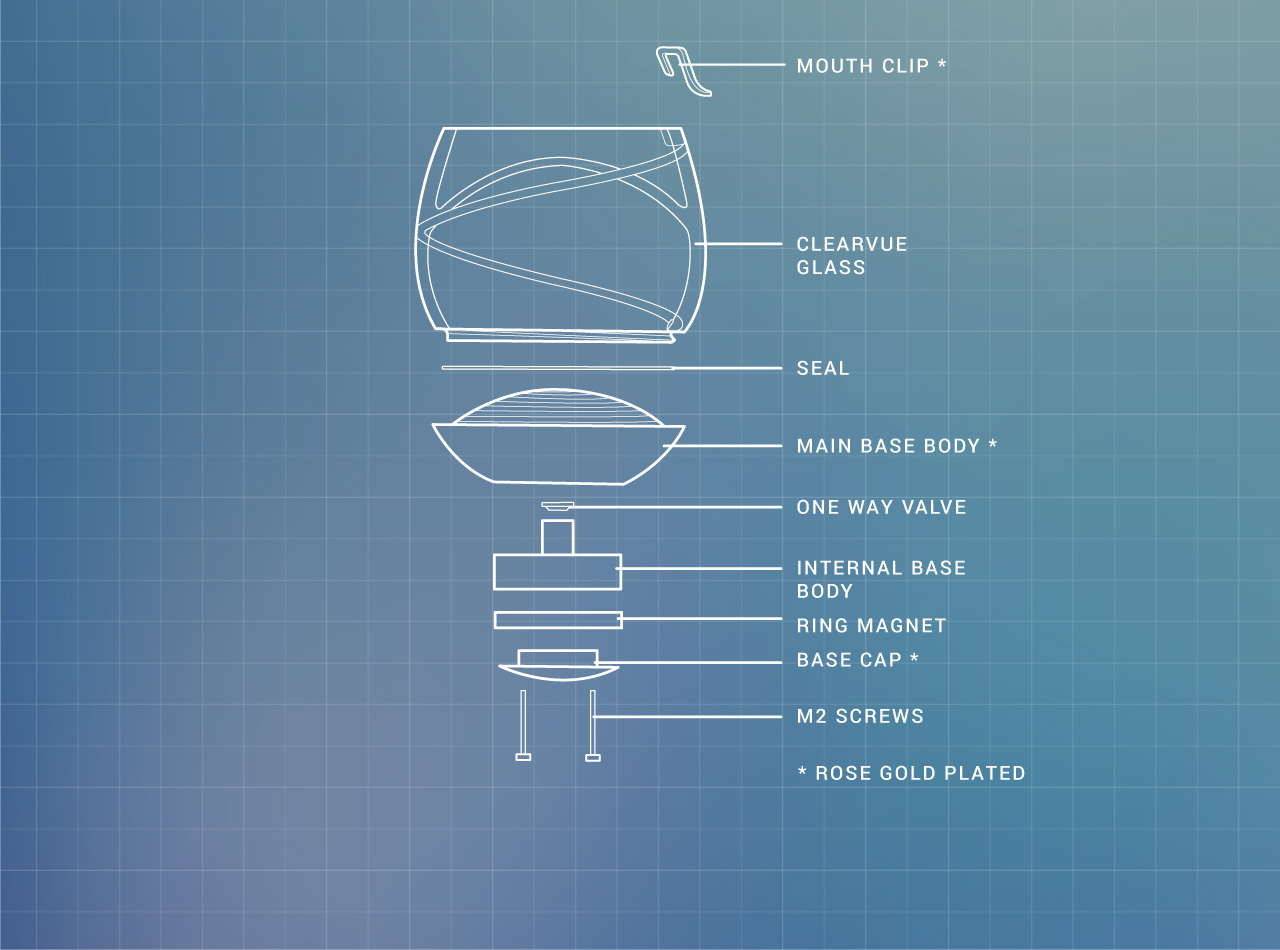 MOUTH CLIP *
CLEARVUE
GLASS
SEAL
MAIN BASE BODY *
ONE WAY VALVE
INTERNAL BASE
BODY
RING MAGNET
BASE CAP *
M2 SCREWS
* ROSE GOLD PLATED